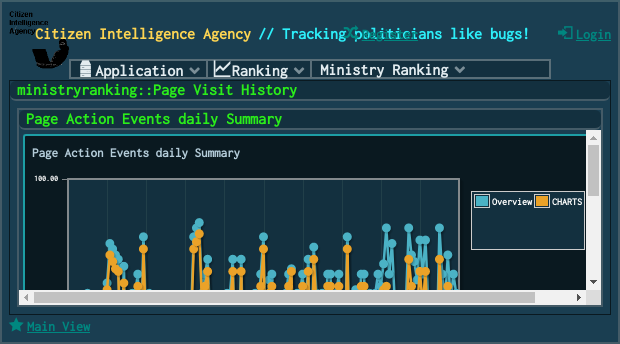 Citizen
Intelligence
Agency
Citizen Intelligence Agency // Tracking politicians like bugs!
Register
Login
Application
Ranking
Ministry Ranking
ministryranking::Page Visit History
Page Action Events daily Summary
Page Action Events daily Summary
100.00
Overview
CHARTS
Main View